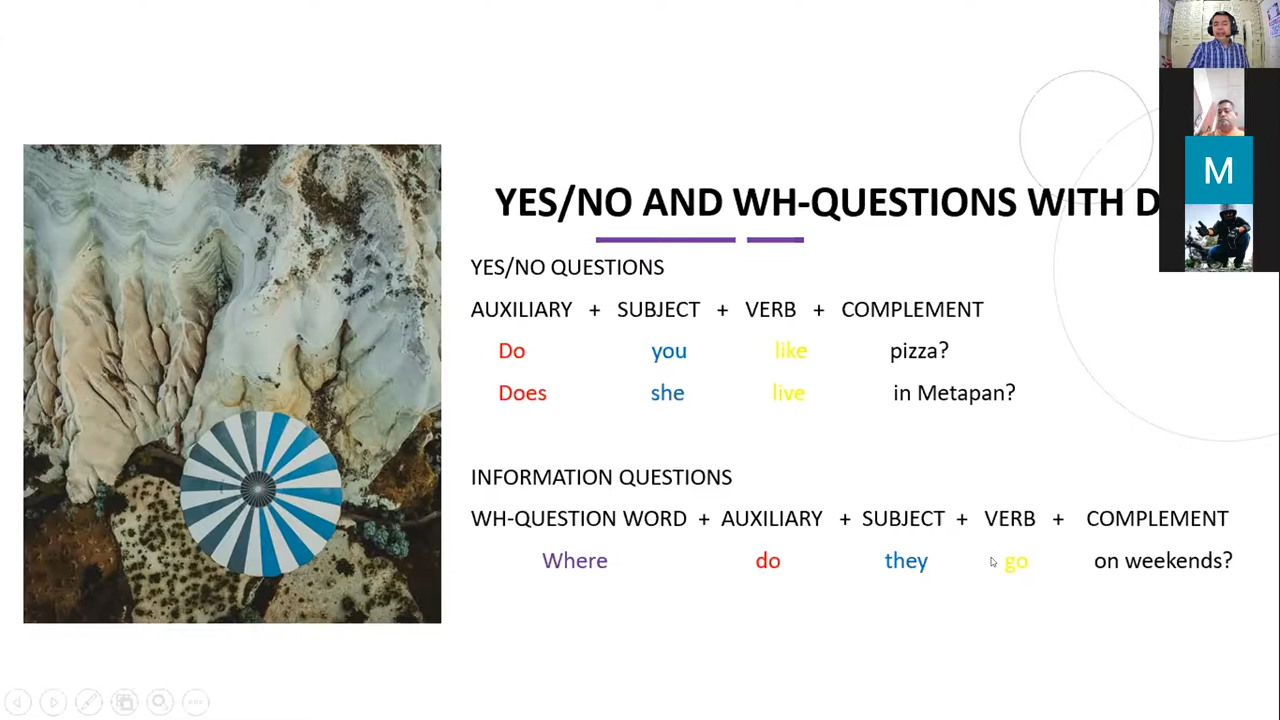 YES/NO AND WH-QUESTIONS WITH D
YES/NO QUESTIONS
AUXILIARY + SUBJECT + VERB + COMPLEMENT
Do you like pizza?
Does she live in Metapan?
INFORMATION QUESTIONS
WH-QUESTION WORD + AUXILIARY + SUBJECT + VERB + COMPLEMENT
Where do they go on weekends?
M